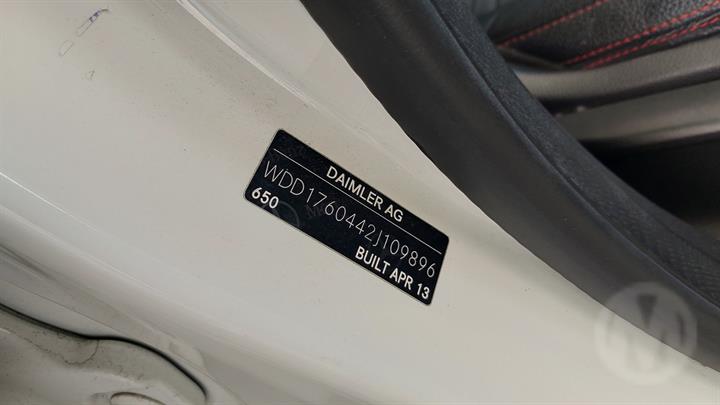 DAIMLER AG
WDD1760442J109896
650
BUILT APR 13